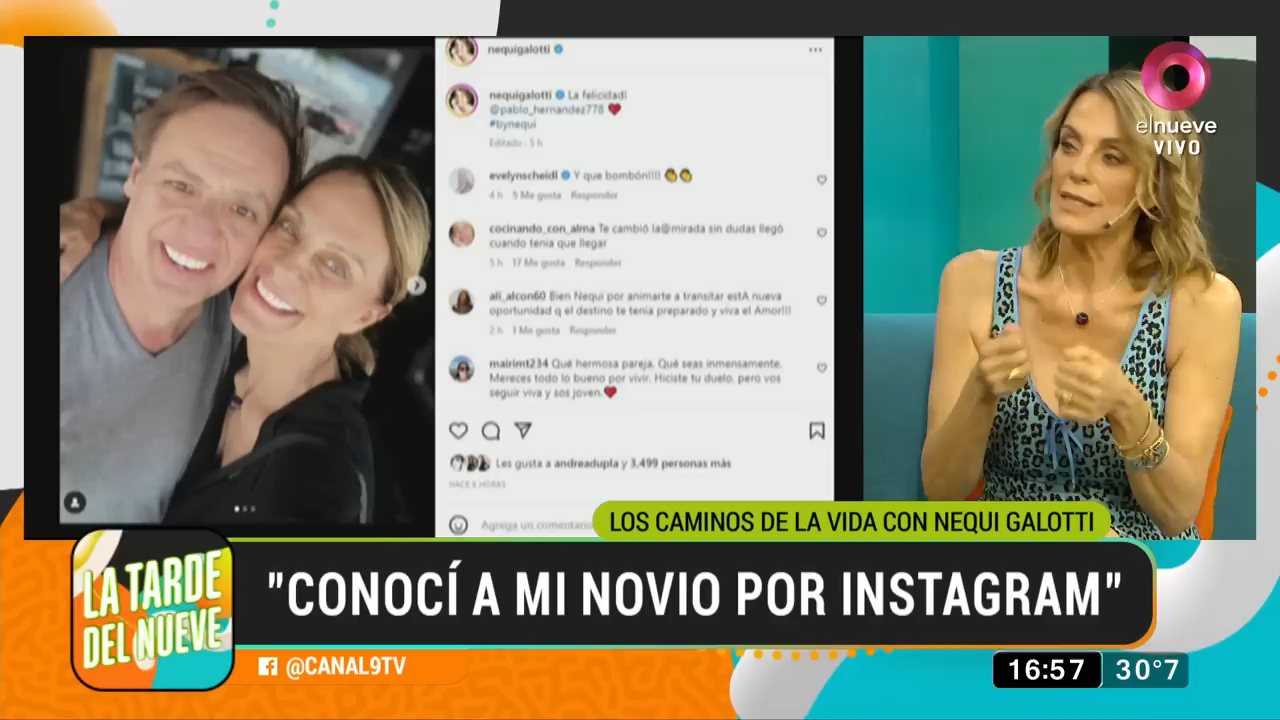 nequigalotti
nequigalotti La felicidad!
@pablo_hernandez778 ❤️
#bynequi
Editado · 5 h
evelynscheidl Y que bombón!!!! 👏👏
4 h 5 Me gusta Responder
cocinando_con_alma Te cambió la@mirada sin dudas llegó
cuando tenía que llegar
5 h 17 Me gusta Responder
ali_alcon60 Bien Nequi por animarte a transitar estA nueva
oportunidad q el destino te tenia preparado y viva el Amor!!!
2 h 1 Me gusta Responder
mairimt234 Qué hermosa pareja. Qué seas inmensamente.
Mereces todo lo bueno por vivir. Hiciste tu duelo, pero vos
seguir viva y sos joven.❤️
Les gusta a andreadupla y 3,499 personas más
HACE 6 HORAS
Agrega un comentario
elnueve
VIVO
LOS CAMINOS DE LA VIDA CON NEQUI GALOTTI
"CONOCÍ A MI NOVIO POR INSTAGRAM"
LA TARDE
DEL NUEVE
@CANAL9TV
16:57 30°7